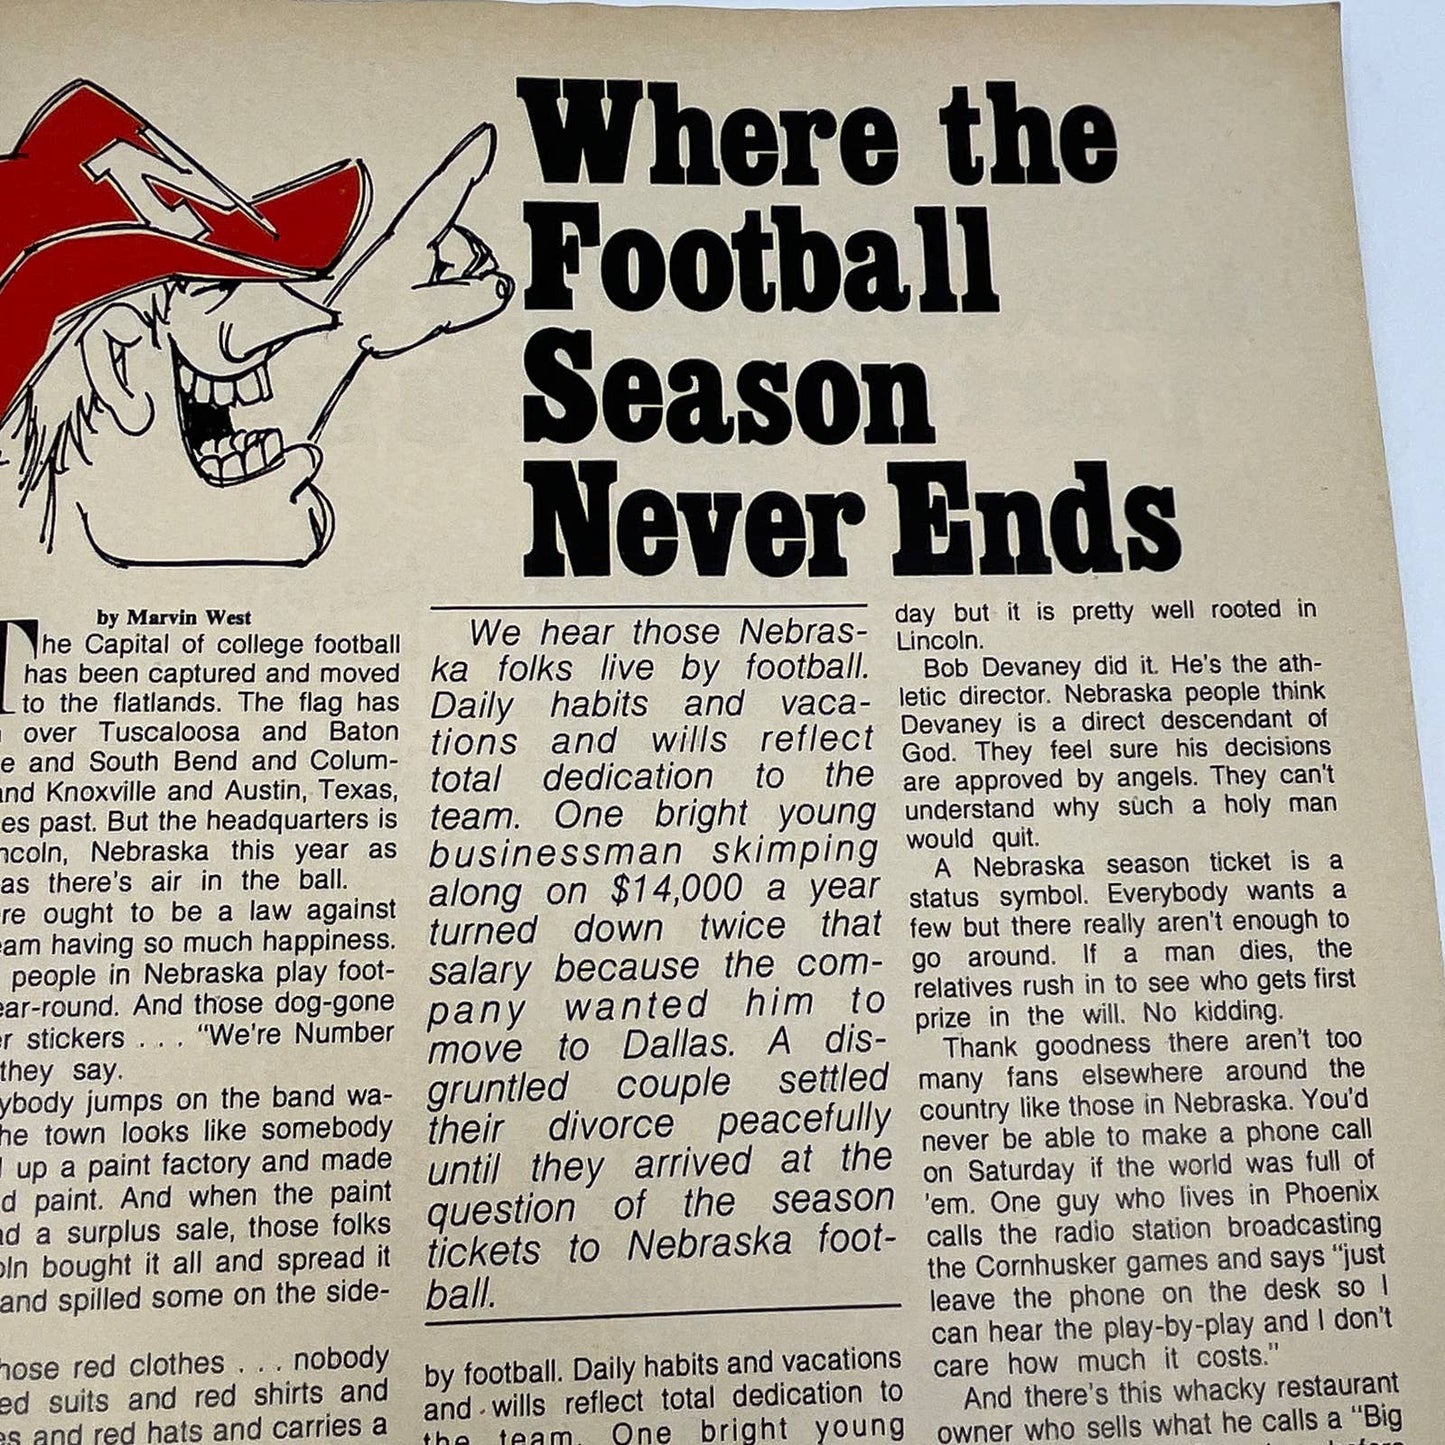 N
Where the
Football
Season
Never Ends
by Marvin West
The Capital of college football
has been captured and moved
to the flatlands. The flag has
over Tuscaloosa and Baton
and South Bend and Colum-
and Knoxville and Austin, Texas,
past. But the headquarters is
Nebraska this year as
as there's air in the ball.
ought to be a law against
having so much happiness.
people in Nebraska play foot-
And those dog-gone
stickers . . . "We're Number
they say.
jumps on the band wa-
town looks like somebody
up a paint factory and made
paint. And when the paint
a surplus sale, those folks
bought it all and spread it
and spilled some on the side-
red clothes . . . nobody
suits and red shirts and
and red hats and carries a
We hear those Nebras-
ka folks live by football.
Daily habits and vaca-
tions and wills reflect
total dedication to the
team. One bright young
businessman skimping
along on $14,000 a year
turned down twice that
salary because the com-
pany wanted him to
move to Dallas. A dis-
gruntled couple settled
their divorce peacefully
until they arrived at the
question of the season
tickets to Nebraska foot-
ball.
by football. Daily habits and vacations
and wills reflect total dedication to
the team. One bright young
day but it is pretty well rooted in
Lincoln.
Bob Devaney did it. He's the ath-
letic director. Nebraska people think
Devaney is a direct descendant of
God. They feel sure his decisions
are approved by angels. They can't
understand why such a holy man
would quit.
A Nebraska season ticket is a
status symbol. Everybody wants a
few but there really aren't enough to
go around. If a man dies, the
relatives rush in to see who gets first
prize in the will. No kidding.
Thank goodness there aren't too
many fans elsewhere around the
country like those in Nebraska. You'd
never be able to make a phone call
on Saturday if the world was full of
'em. One guy who lives in Phoenix
calls the radio station broadcasting
the Cornhusker games and says "just
leave the phone on the desk so I
can hear the play-by-play and I don't
care how much it costs."
And there's this whacky restaurant
owner who sells what he calls a "Big